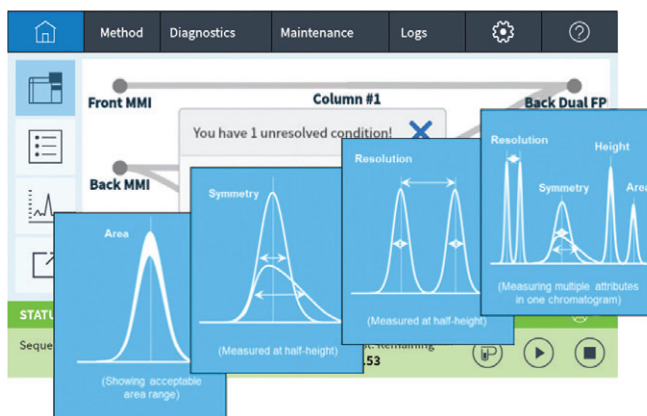 Method
Diagnostics
Maintenance
Logs
Front MMI
Column #1
Back Dual FP
You have 1 unresolved condition!
Back MMI
Resolution
Height
Symmetry
Area
(Measuring multiple attributes
in one chromatogram)
Resolution
(Measured at half-height)
Symmetry
(Measured at half-height)
Area
(Showing acceptable
area range)
Remaining
.53